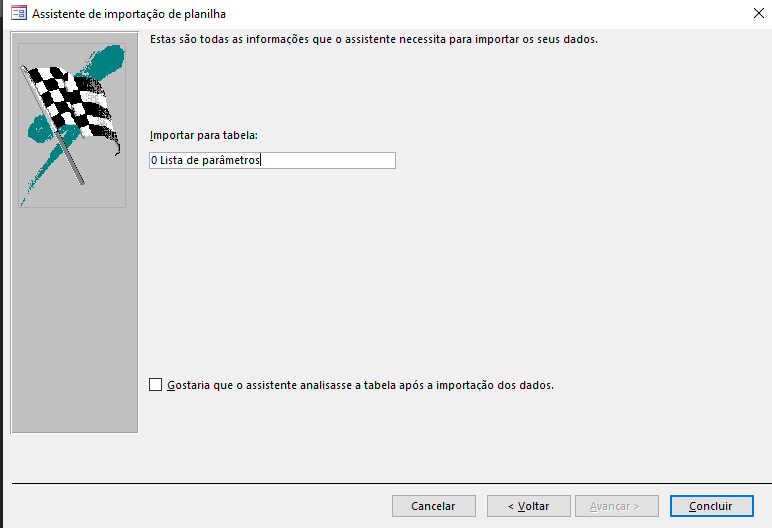 Assistente de importação de planilha
Estas são todas as informações que o assistente necessita para importar os seus dados.
Importar para tabela:
0 Lista de parâmetros
Gostaria que o assistente analisasse a tabela após a importação dos dados.
Cancelar
< Voltar
Avançar >
Concluir